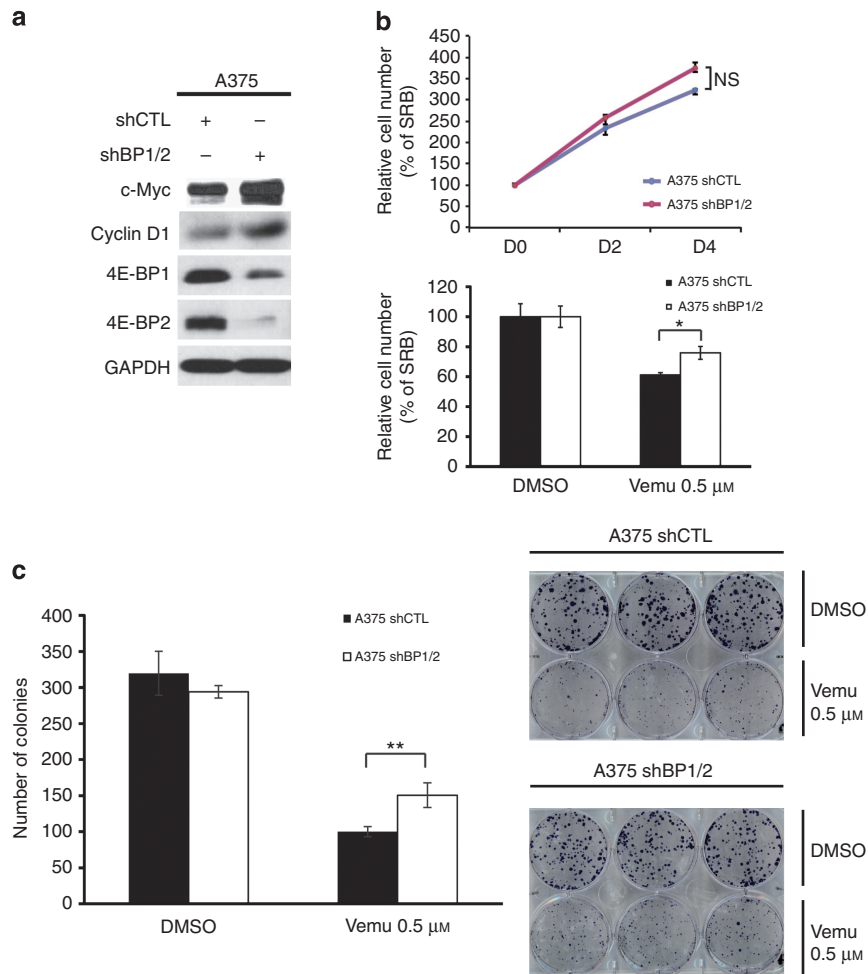 a
A375
shCTL + –
shBP1/2 – +
c-Myc
Cyclin D1
4E-BP1
4E-BP2
GAPDH
b
Relative cell number
(% of SRB)
450
400
350
300
250
200
150
100
50
0
D0 D2 D4
NS
A375 shCTL
A375 shBP1/2
Relative cell number
(% of SRB)
120
100
80
60
40
20
0
A375 shCTL
A375 shBP1/2
*
DMSO Vemu 0.5 μM
c
Number of colonies
400
350
300
250
200
150
100
50
0
A375 shCTL
A375 shBP1/2
**
DMSO Vemu 0.5 μM
A375 shCTL
DMSO
Vemu
0.5 μM
A375 shBP1/2
DMSO
Vemu
0.5 μM